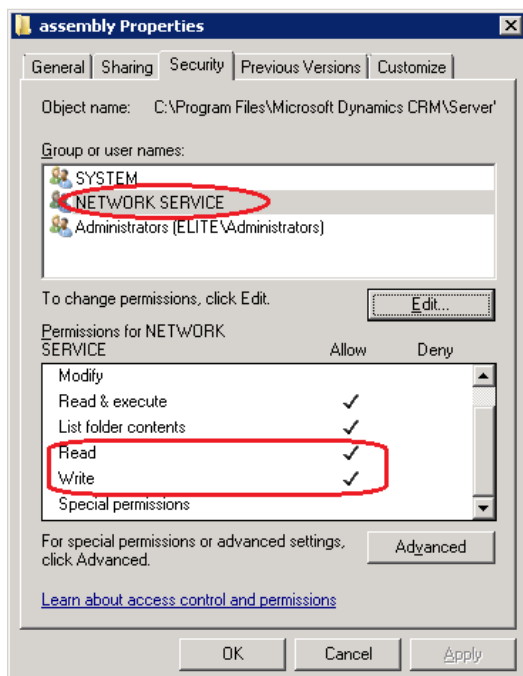 assembly Properties
General Sharing Security Previous Versions Customize
Object name: C:\Program Files\Microsoft Dynamics CRM\Server'
Group or user names:
SYSTEM
NETWORK SERVICE
Administrators (ELITE\Administrators)
To change permissions, click Edit.
Edit...
Permissions for NETWORK
SERVICE Allow Deny
Modify
Read & execute
List folder contents
Read
Write
Special permissions
For special permissions or advanced settings,
click Advanced.
Advanced
Learn about access control and permissions
OK Cancel Apply